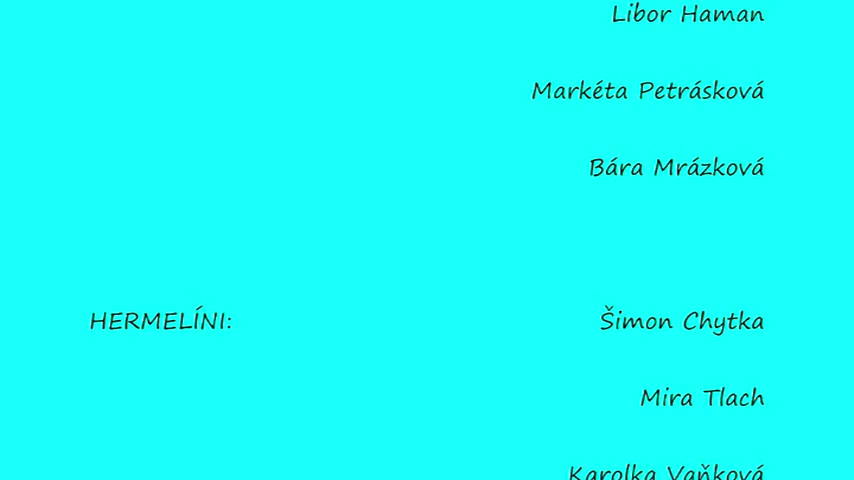 Libor Haman
Markéta Petrásková
Bára Mrázková
HERMELÍNI: Šimon Chytka
Mira Tlach
Karolka Vaňková